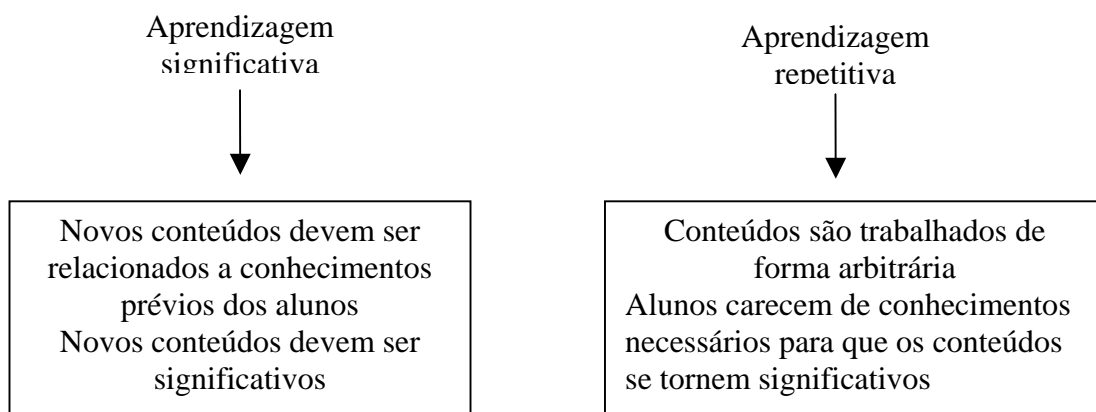 Aprendizagem
significativa
Aprendizagem
repetitiva
Novos conteúdos devem ser
relacionados a conhecimentos
prévios dos alunos
Novos conteúdos devem ser
significativos
Conteúdos são trabalhados de
forma arbitrária
Alunos carecem de conhecimentos
necessários para que os conteúdos
se tornem significativos